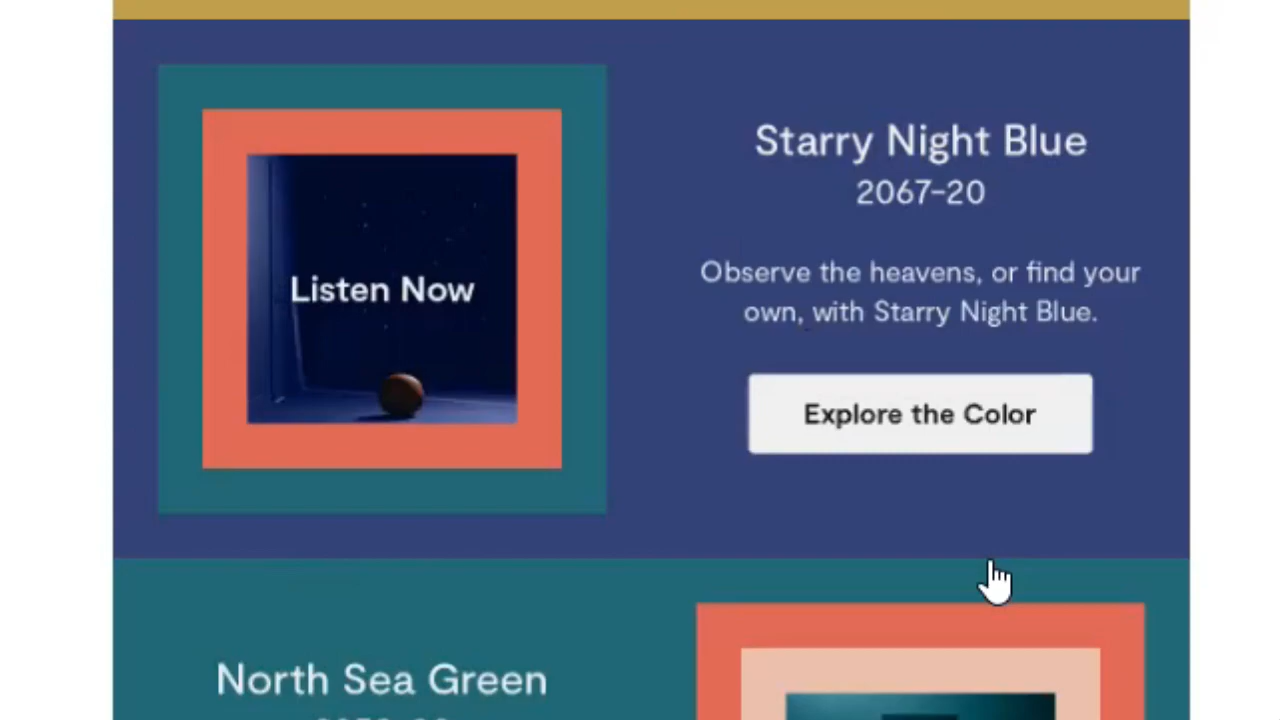 Starry Night Blue
2067-20
Listen Now
Observe the heavens, or find your
own, with Starry Night Blue.
Explore the Color
North Sea Green